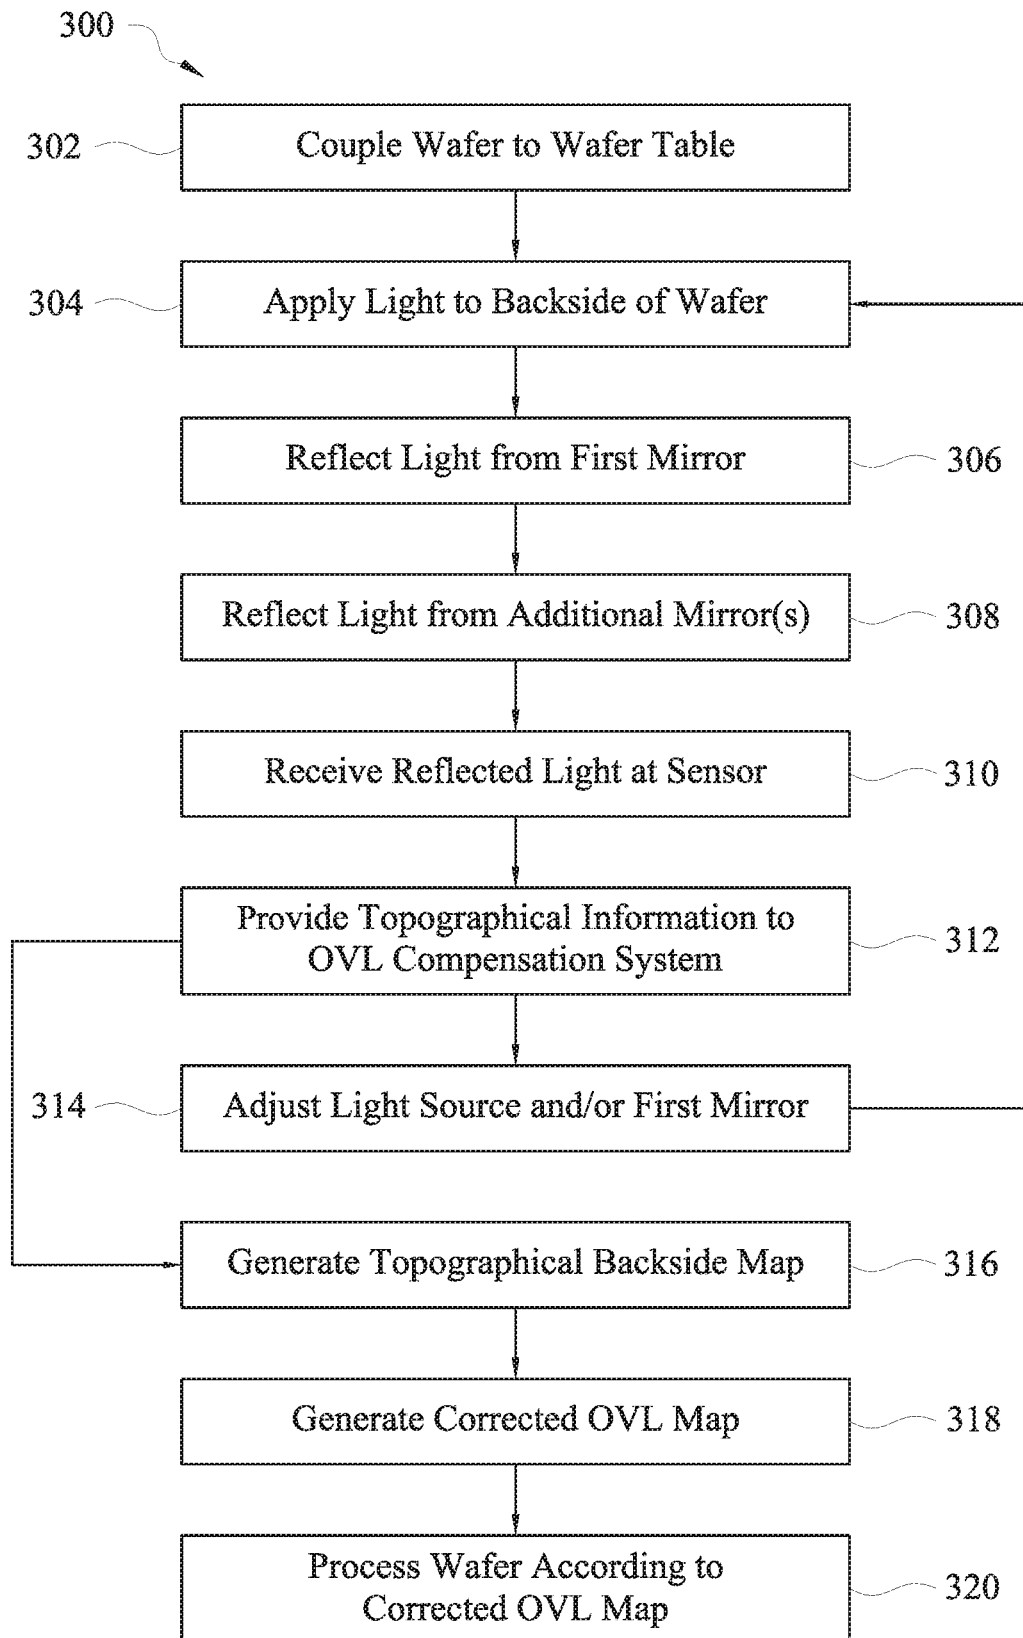 300
302
Couple Wafer to Wafer Table
304
Apply Light to Backside of Wafer
Reflect Light from First Mirror
306
Reflect Light from Additional Mirror(s)
308
Receive Reflected Light at Sensor
310
Provide Topographical Information to
OVL Compensation System
312
314
Adjust Light Source and/or First Mirror
Generate Topographical Backside Map
316
Generate Corrected OVL Map
318
Process Wafer According to
Corrected OVL Map
320